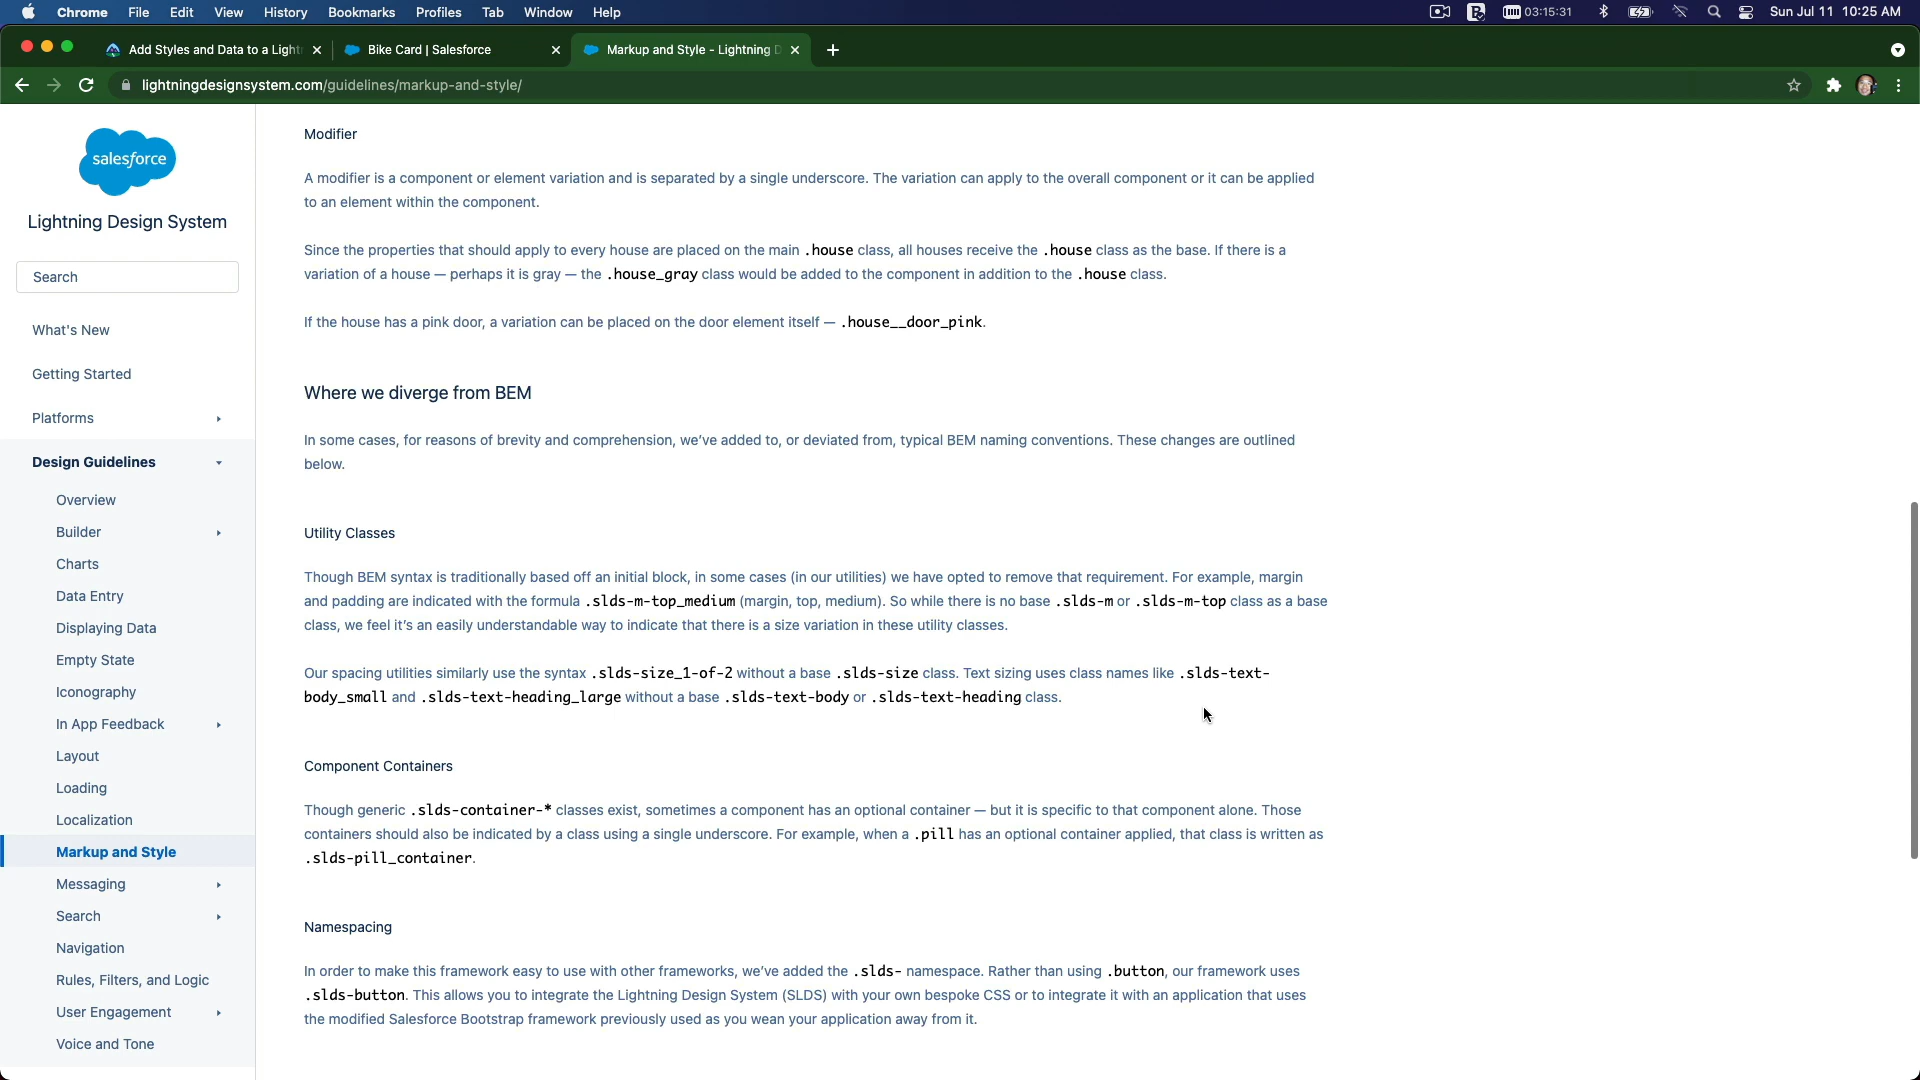 Chrome File Edit View History Bookmarks Profiles Tab Window Help 03:15:31 Sun Jul 11 10:25 AM
Add Styles and Data to a Light Bike Card | Salesforce Markup and Style - Lightning D
lightningdesignsystem.com/guidelines/markup-and-style/
salesforce
Lightning Design System
Search
What's New
Getting Started
Platforms
Design Guidelines
Overview
Builder
Charts
Data Entry
Displaying Data
Empty State
Iconography
In App Feedback
Layout
Loading
Localization
Markup and Style
Messaging
Search
Navigation
Rules, Filters, and Logic
User Engagement
Voice and Tone
Modifier
A modifier is a component or element variation and is separated by a single underscore. The variation can apply to the overall component or it can be applied
to an element within the component.
Since the properties that should apply to every house are placed on the main .house class, all houses receive the .house class as the base. If there is a
variation of a house — perhaps it is gray — the .house_gray class would be added to the component in addition to the .house class.
If the house has a pink door, a variation can be placed on the door element itself — .house__door_pink.
Where we diverge from BEM
In some cases, for reasons of brevity and comprehension, we've added to, or deviated from, typical BEM naming conventions. These changes are outlined
below.
Utility Classes
Though BEM syntax is traditionally based off an initial block, in some cases (in our utilities) we have opted to remove that requirement. For example, margin
and padding are indicated with the formula .slds-m-top_medium (margin, top, medium). So while there is no base .slds-m or .slds-m-top class as a base
class, we feel it's an easily understandable way to indicate that there is a size variation in these utility classes.
Our spacing utilities similarly use the syntax .slds-size_1-of-2 without a base .slds-size class. Text sizing uses class names like .slds-text-
body_small and .slds-text-heading_large without a base .slds-text-body or .slds-text-heading class.
Component Containers
Though generic .slds-container-* classes exist, sometimes a component has an optional container — but it is specific to that component alone. Those
containers should also be indicated by a class using a single underscore. For example, when a .pill has an optional container applied, that class is written as
.slds-pill_container.
Namespacing
In order to make this framework easy to use with other frameworks, we've added the .slds- namespace. Rather than using .button, our framework uses
.slds-button. This allows you to integrate the Lightning Design System (SLDS) with your own bespoke CSS or to integrate it with an application that uses
the modified Salesforce Bootstrap framework previously used as you wean your application away from it.